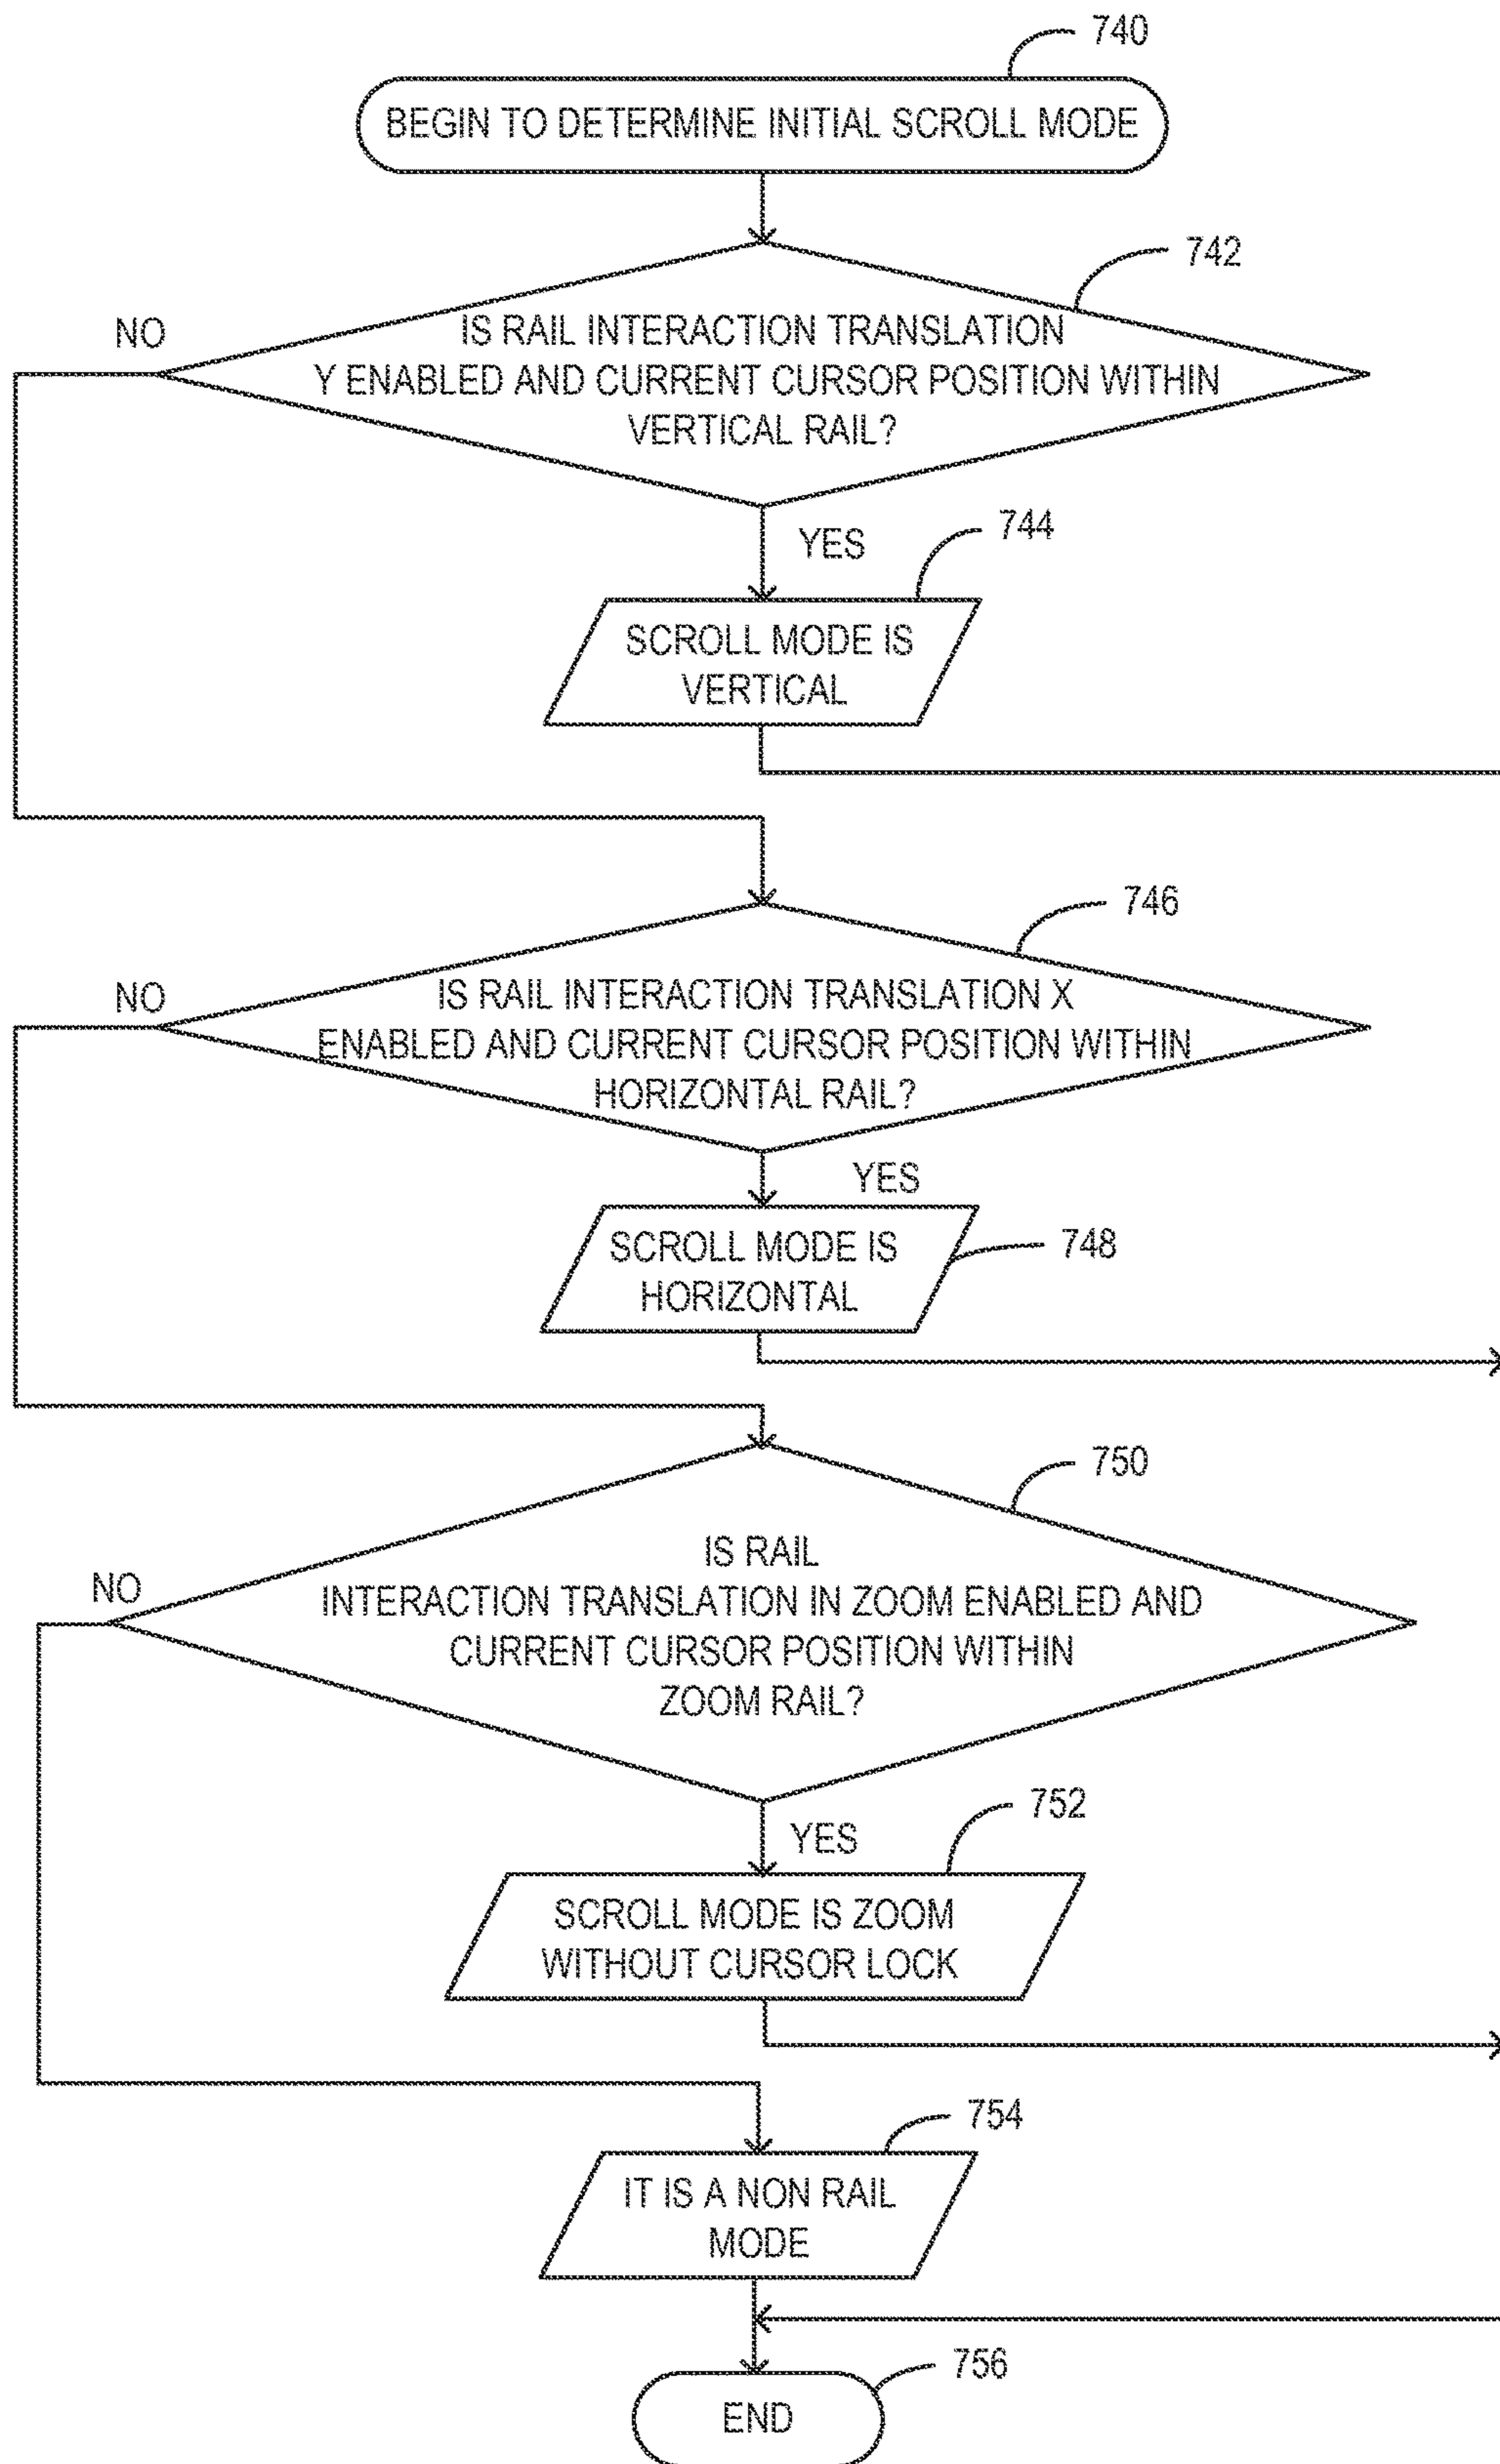 740
BEGIN TO DETERMINE INITIAL SCROLL MODE
742
NO
IS RAIL INTERACTION TRANSLATION
Y ENABLED AND CURRENT CURSOR POSITION WITHIN
VERTICAL RAIL?
YES
744
SCROLL MODE IS
VERTICAL
746
NO
IS RAIL INTERACTION TRANSLATION X
ENABLED AND CURRENT CURSOR POSITION WITHIN
HORIZONTAL RAIL?
YES
SCROLL MODE IS
HORIZONTAL
748
750
IS RAIL
NO
INTERACTION TRANSLATION IN ZOOM ENABLED AND
CURRENT CURSOR POSITION WITHIN
ZOOM RAIL?
752
YES
SCROLL MODE IS ZOOM
WITHOUT CURSOR LOCK
754
IT IS A NON RAIL
MODE
756
END